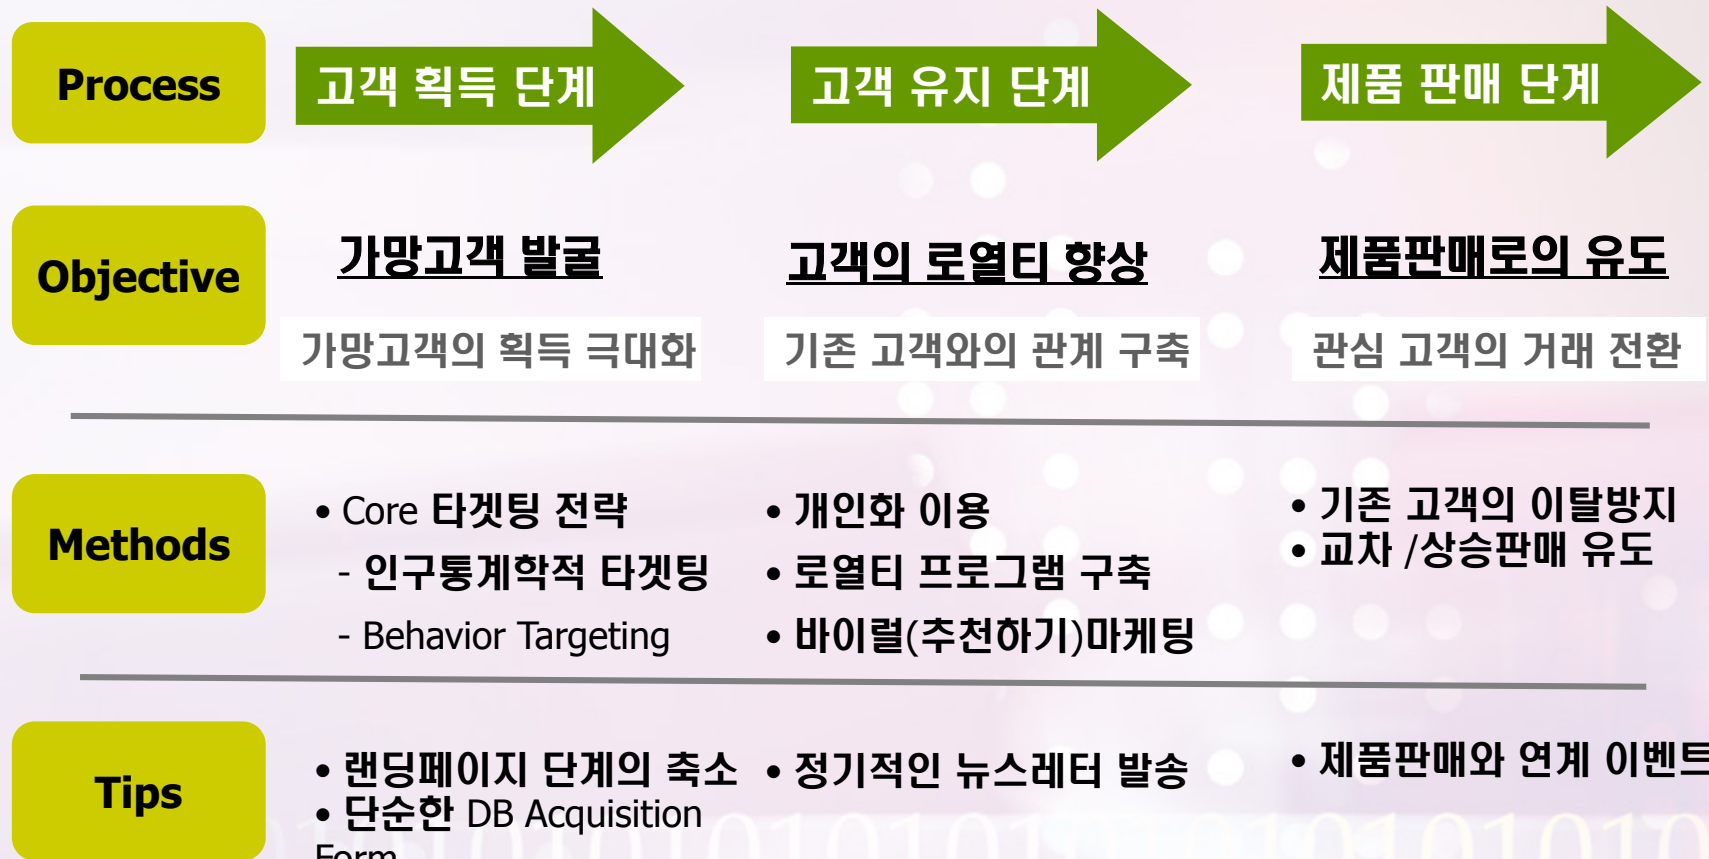 Process
고객 획득 단계
고객 유지 단계
제품 판매 단계
Objective
가망고객 발굴
고객의 로열티 향상
제품판매로의 유도
가망고객의 획득 극대화
기존 고객와의 관계 구축
관심 고객의 거래 전환
Methods
• Core 타겟팅 전략
- 인구통계학적 타겟팅
- Behavior Targeting
• 개인화 이용
• 로열티 프로그램 구축
• 바이럴(추천하기)마케팅
• 기존 고객의 이탈방지
• 교차 /상승판매 유도
Tips
• 랜딩페이지 단계의 축소
• 단순한 DB Acquisition
Form
• 정기적인 뉴스레터 발송
• 제품판매와 연계 이벤트